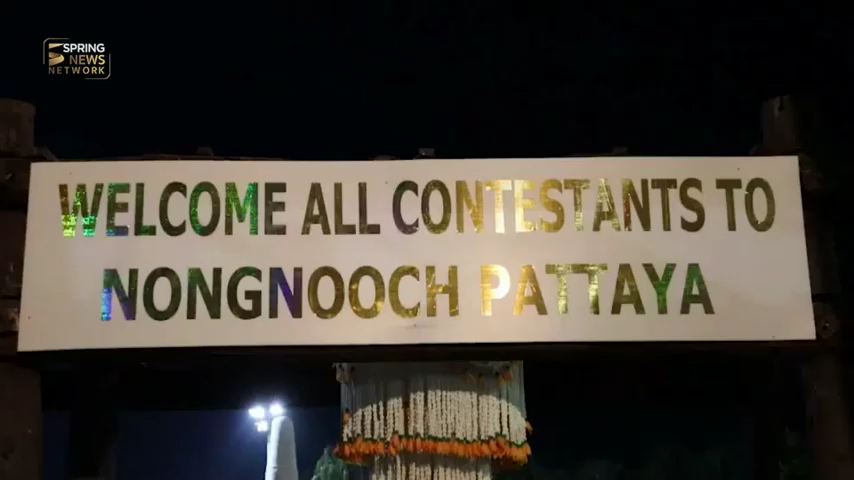 SPRING
NEWS
NETWORK
WELCOME ALL CONTESTANTS TO
NONGNOOCH PATTAYA